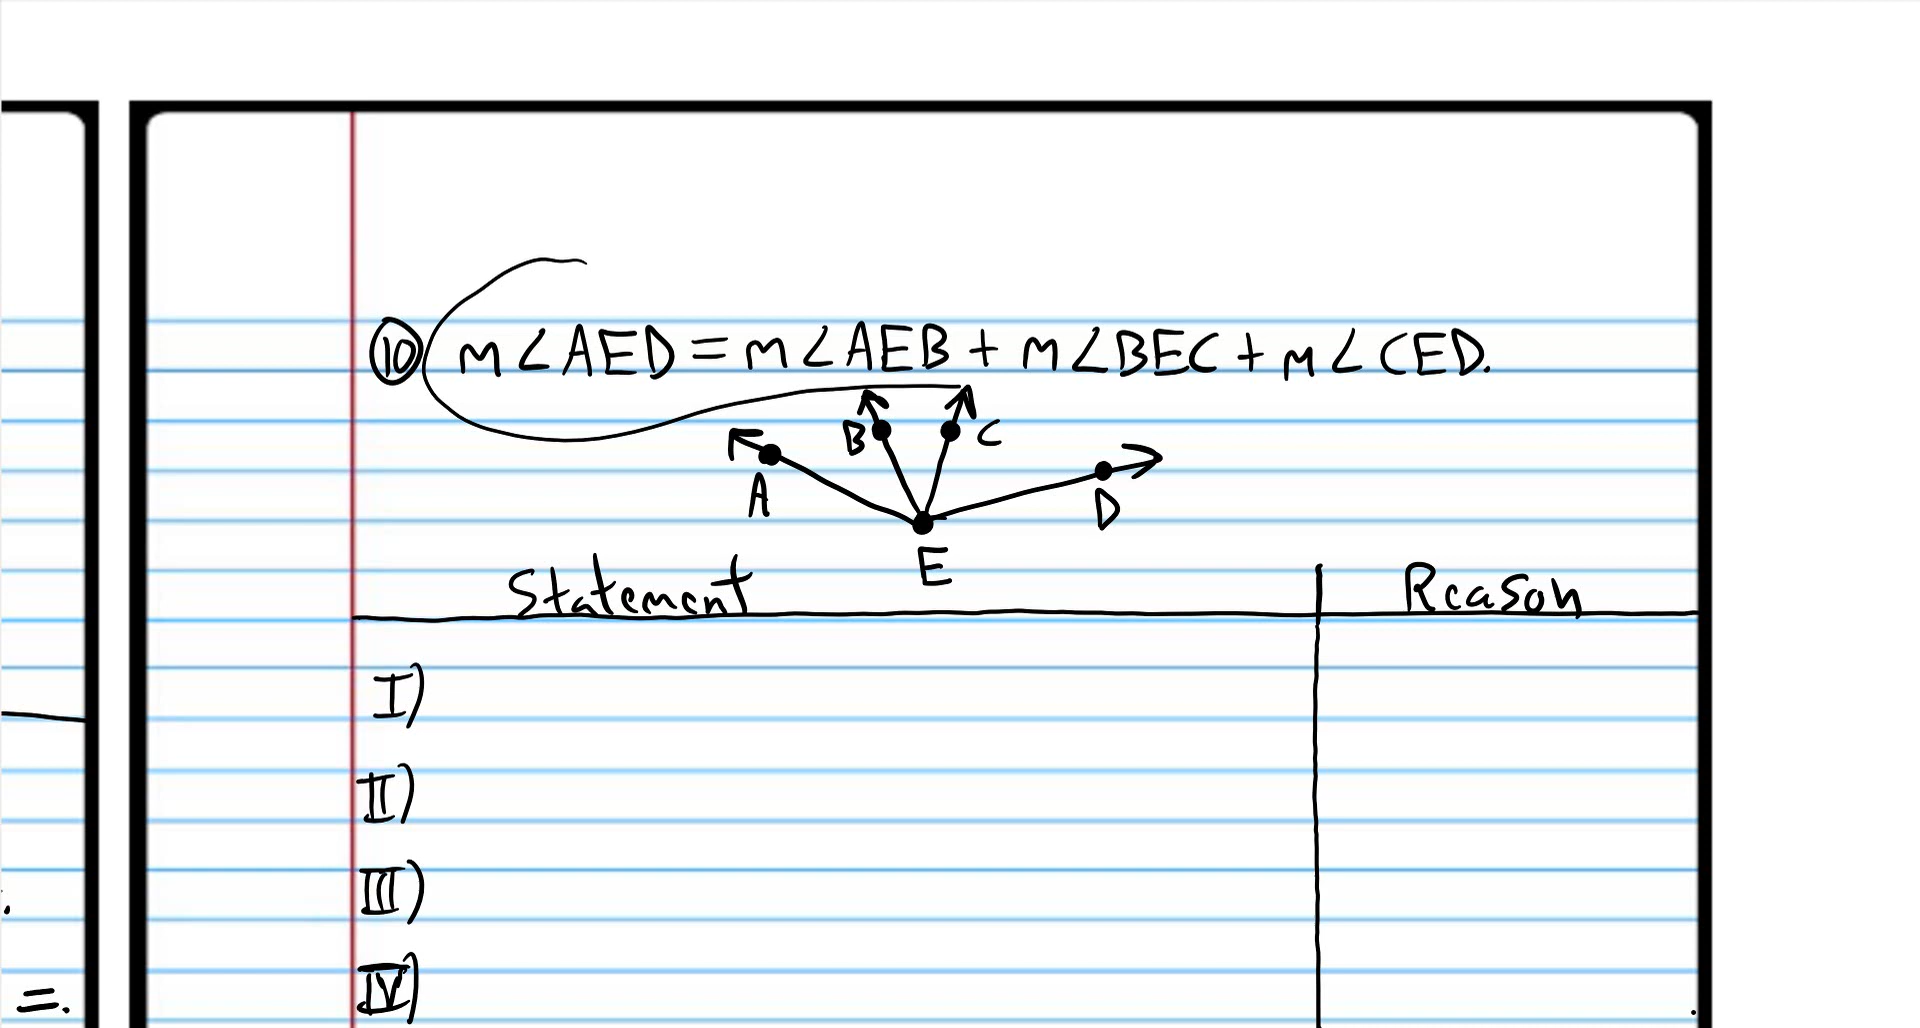 ⑩ m∠AED = m∠AEB + m∠BEC + m∠CED.
B C
A D
E
Statement Reason
I)
II)
III)
IV)
=.